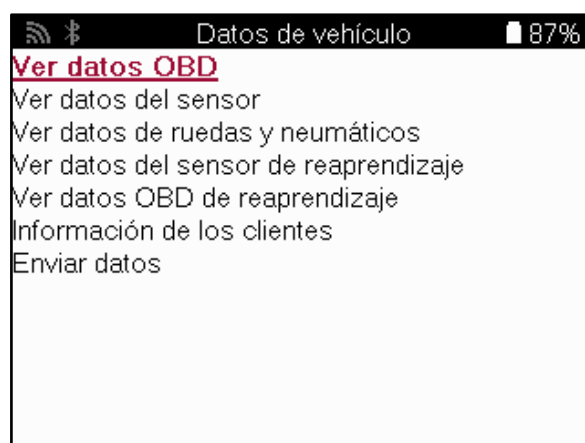 Datos de vehículo 87%
Ver datos OBD
Ver datos del sensor
Ver datos de ruedas y neumáticos
Ver datos del sensor de reaprendizaje
Ver datos OBD de reaprendizaje
Información de los clientes
Enviar datos